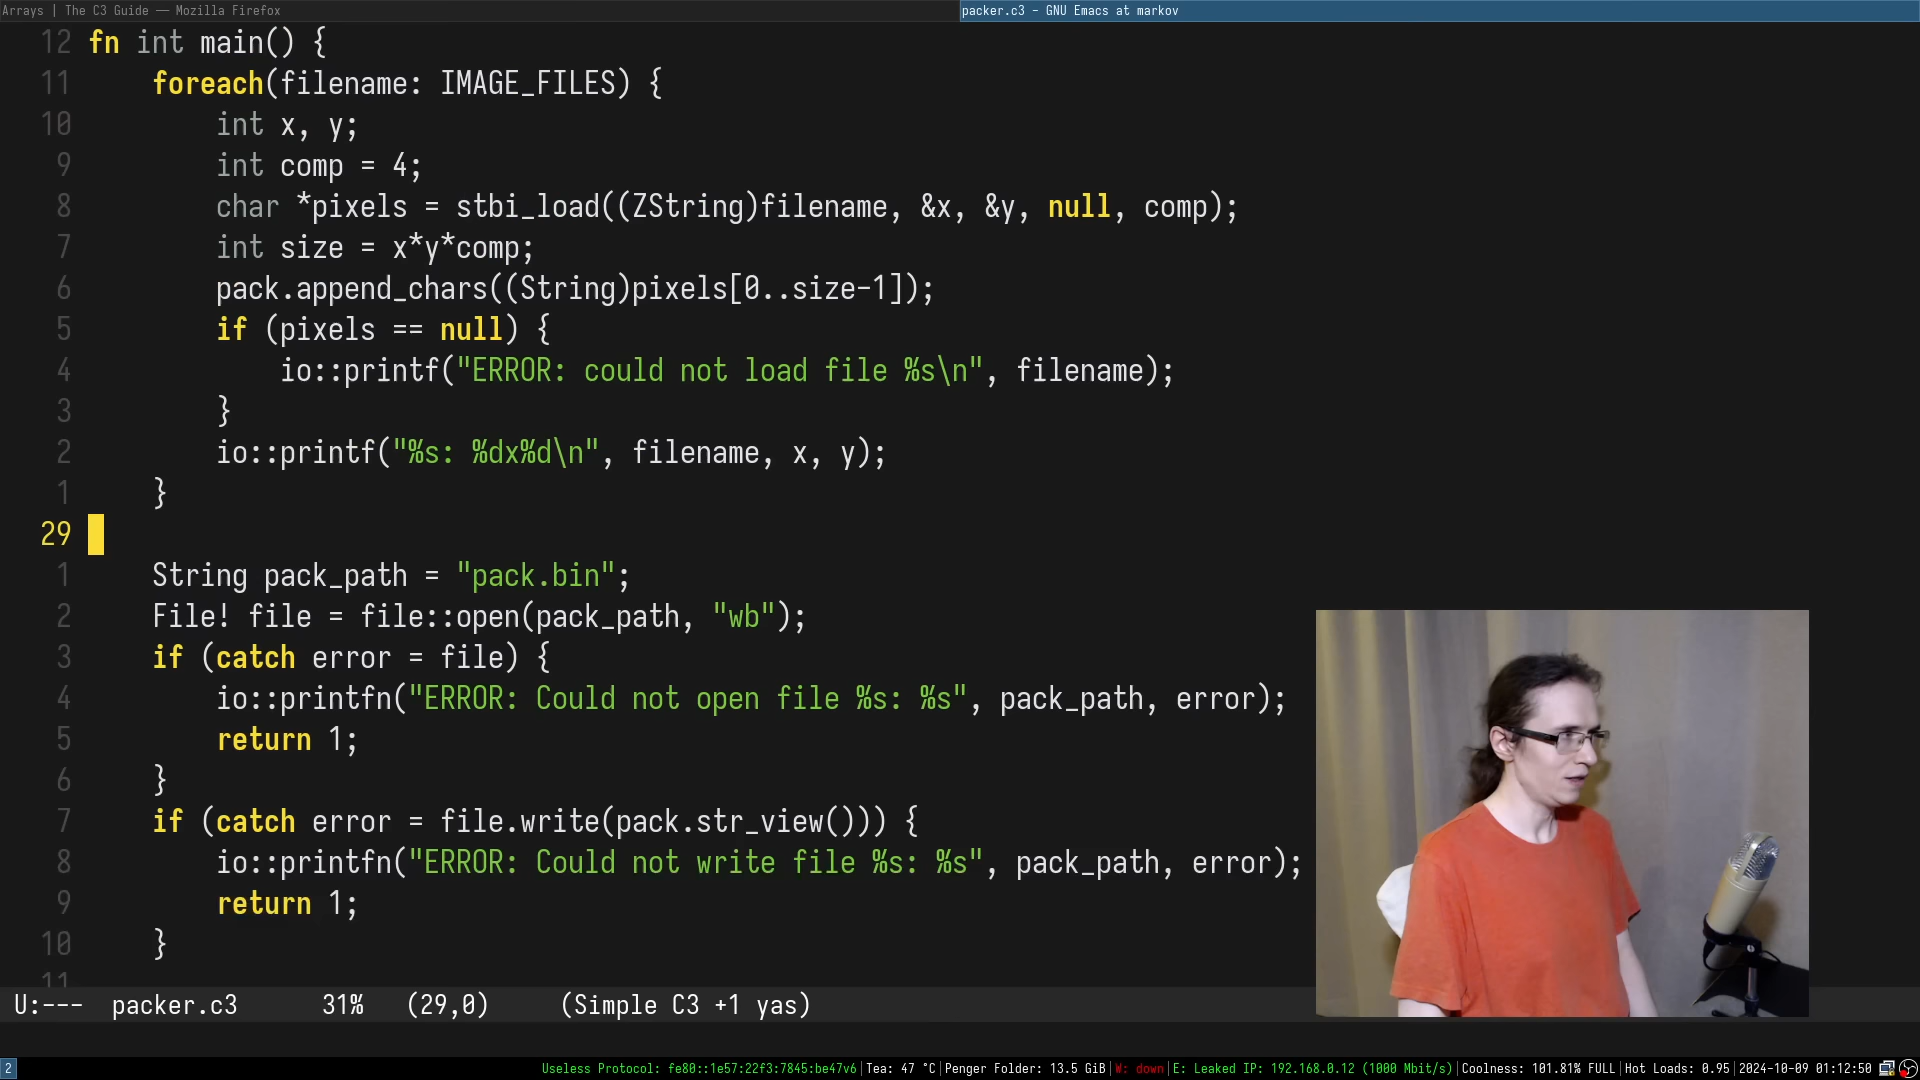 Arrays | The C3 Guide — Mozilla Firefox
packer.c3 - GNU Emacs at markov
12 fn int main() {
11 foreach(filename: IMAGE_FILES) {
10 int x, y;
9 int comp = 4;
8 char *pixels = stbi_load((ZString)filename, &x, &y, null, comp);
7 int size = x*y*comp;
6 pack.append_chars((String)pixels[0..size-1]);
5 if (pixels == null) {
4 io::printf("ERROR: could not load file %s\n", filename);
3 }
2 io::printf("%s: %dx%d\n", filename, x, y);
1 }
29
1 String pack_path = "pack.bin";
2 File! file = file::open(pack_path, "wb");
3 if (catch error = file) {
4 io::printfn("ERROR: Could not open file %s: %s", pack_path, error);
5 return 1;
6 }
7 if (catch error = file.write(pack.str_view())) {
8 io::printfn("ERROR: Could not write file %s: %s", pack_path, error);
9 return 1;
10 }
11
U:--- packer.c3 31% (29,0) (Simple C3 +1 yas)
2 Useless Protocol: fe80::1e57:22f3:7845:be47v6|Tea: 47 °C|Penger Folder: 13.5 GiB|W: down|E: Leaked IP: 192.168.0.12 (1000 Mbit/s)|Coolness: 101.81% FULL|Hot Loads: 0.95|2024-10-09 01:12:50